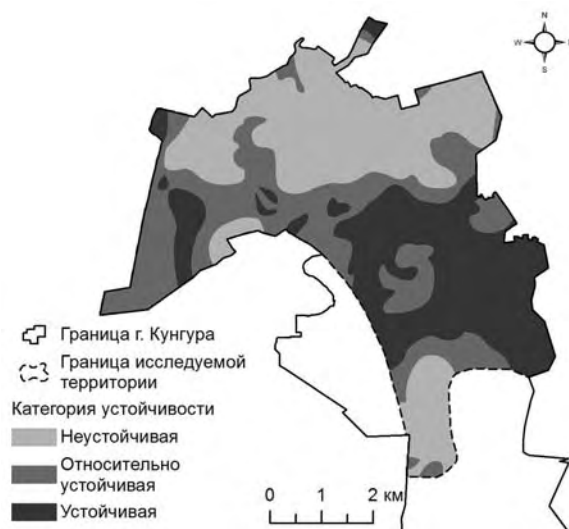 N
W
S
Граница г. Кунгура
Граница исследуемой
территории
Категория устойчивости
Неустойчивая
Относительно
устойчивая
Устойчивая
0 1 2 км